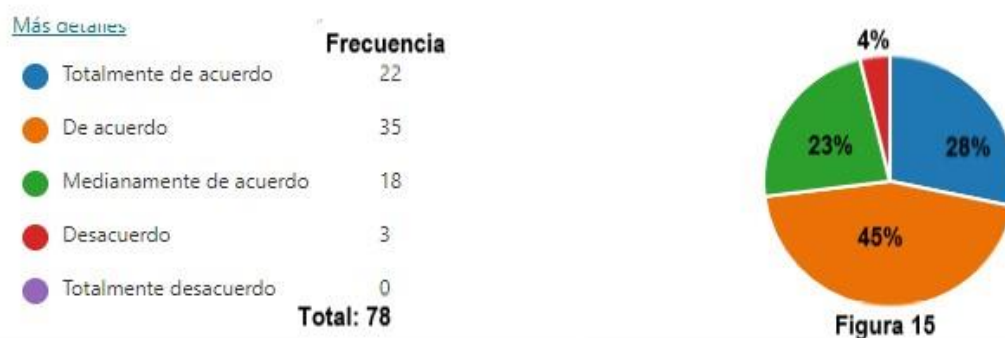 Más detalles
Frecuencia
Totalmente de acuerdo 22
De acuerdo 35
Medianamente de acuerdo 18
Desacuerdo 3
Totalmente desacuerdo 0
Total: 78
4%
28%
23%
45%
Figura 15